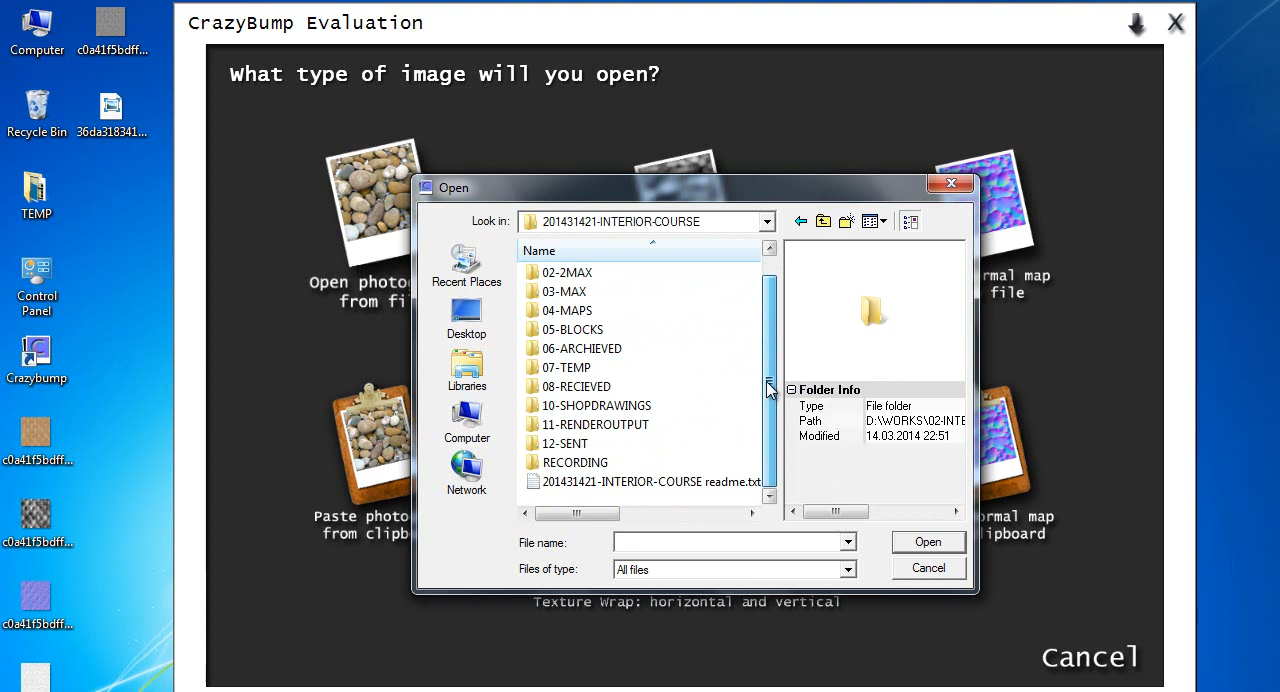 CrazyBump Evaluation
X
What type of image will you open?
Computer
c0a41f5bdff...
Recycle Bin
36da318341...
TEMP
Control
Panel
Crazybump
c0a41f5bdff...
c0a41f5bdff...
c0a41f5bdff...
Open photo
from fi
rmal map
file
Paste photo
from clipb
ormal map
lipboard
Open
Look in:
201431421-INTERIOR-COURSE
Recent Places
Desktop
Libraries
Computer
Network
Name
02-2MAX
03-MAX
04-MAPS
05-BLOCKS
06-ARCHIEVED
07-TEMP
08-RECIEVED
10-SHOPDRAWINGS
11-RENDEROUTPUT
12-SENT
RECORDING
201431421-INTERIOR-COURSE readme.txt
Folder Info
Type File folder
Path D:\WORKS\02-INTE
Modified 14.03.2014 22:51
File name:
Open
Files of type:
All files
Cancel
Texture Wrap: horizontal and vertical
Cancel